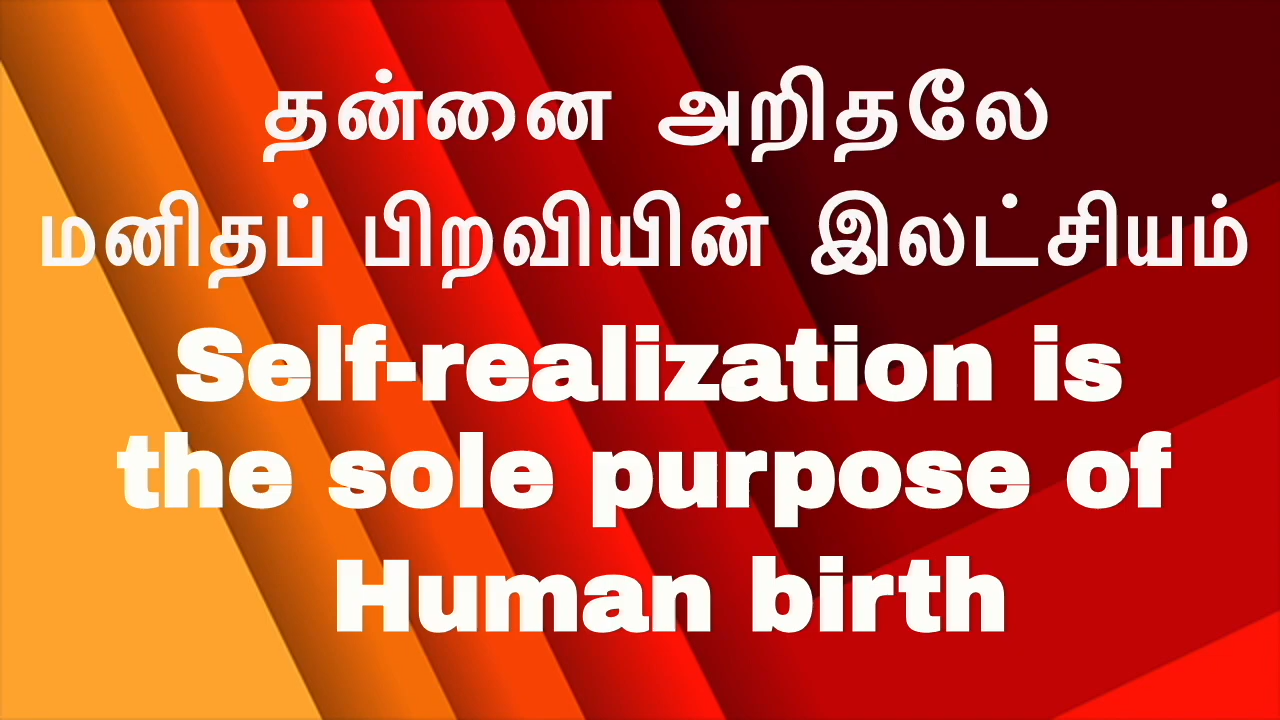 தன்னை அறிதலே
மனிதப் பிறவியின் இலட்சியம்
Self-realization is
the sole purpose of
Human birth